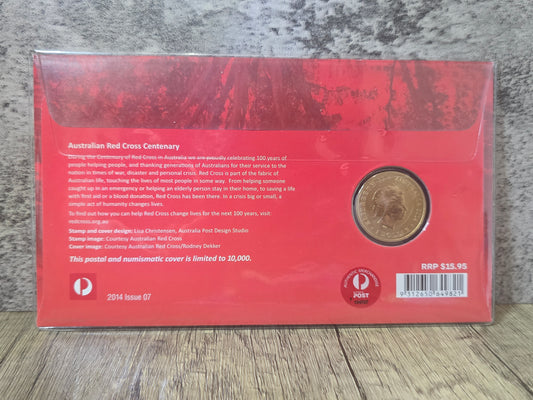 Australian Red Cross Centenary
During the Centenary of Red Cross in Australia we are proudly celebrating 100 years of
people helping people, and thanking generations of Australians for their service to the
nation in times of war, disaster and personal crisis. Red Cross is part of the fabric of
Australian life, touching the lives of most people in some way. From helping someone
caught up in an emergency or helping an elderly person stay in their home, to saving a life
with first aid or a blood donation, Red Cross has been there. In a crisis big or small, a
simple act of humanity changes lives.
To find out how you can help Red Cross change lives for the next 100 years, visit:
redcross.org.au
Stamp and cover design: Lisa Christensen, Australia Post Design Studio
Stamp image: Courtesy Australian Red Cross
Cover image: Courtesy Australian Red Cross/Rodney Dekker
This postal and numismatic cover is limited to 10,000.
2014 Issue 07
AUTHENTIC MERCHANDISE
POST
RRP $15.95
9 312650 649821